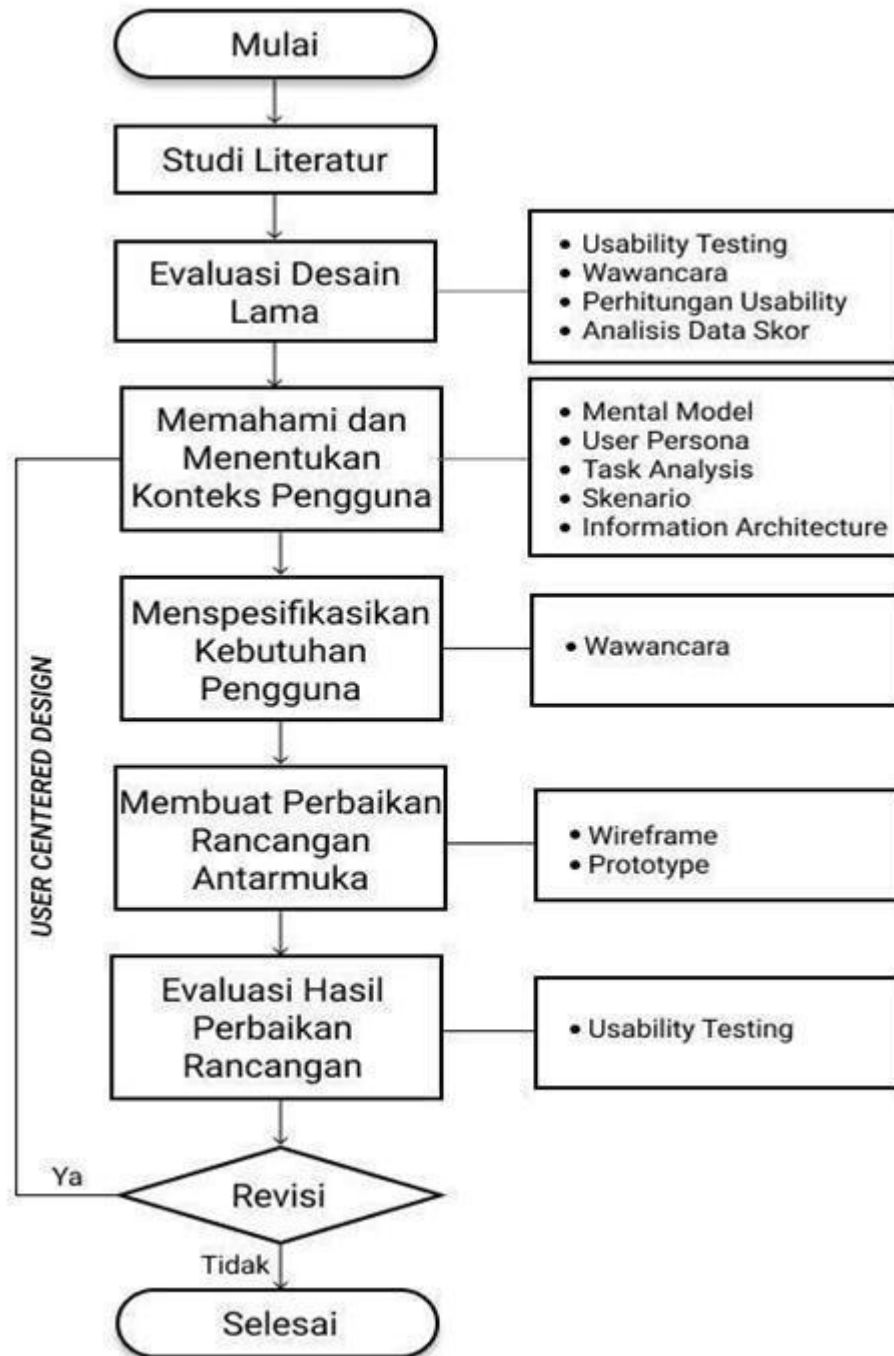 Mulai
Studi Literatur
Evaluasi Desain
Lama
• Usability Testing
• Wawancara
• Perhitungan Usability
• Analisis Data Skor
Memahami dan
Menentukan
Konteks Pengguna
• Mental Model
• User Persona
• Task Analysis
• Skenario
• Information Architecture
Menspesifikasikan
Kebutuhan
Pengguna
• Wawancara
USER CENTERED DESIGN
Membuat Perbaikan
Rancangan
Antarmuka
• Wireframe
• Prototype
Evaluasi Hasil
Perbaikan
Rancangan
• Usability Testing
Ya
Revisi
Tidak
Selesai